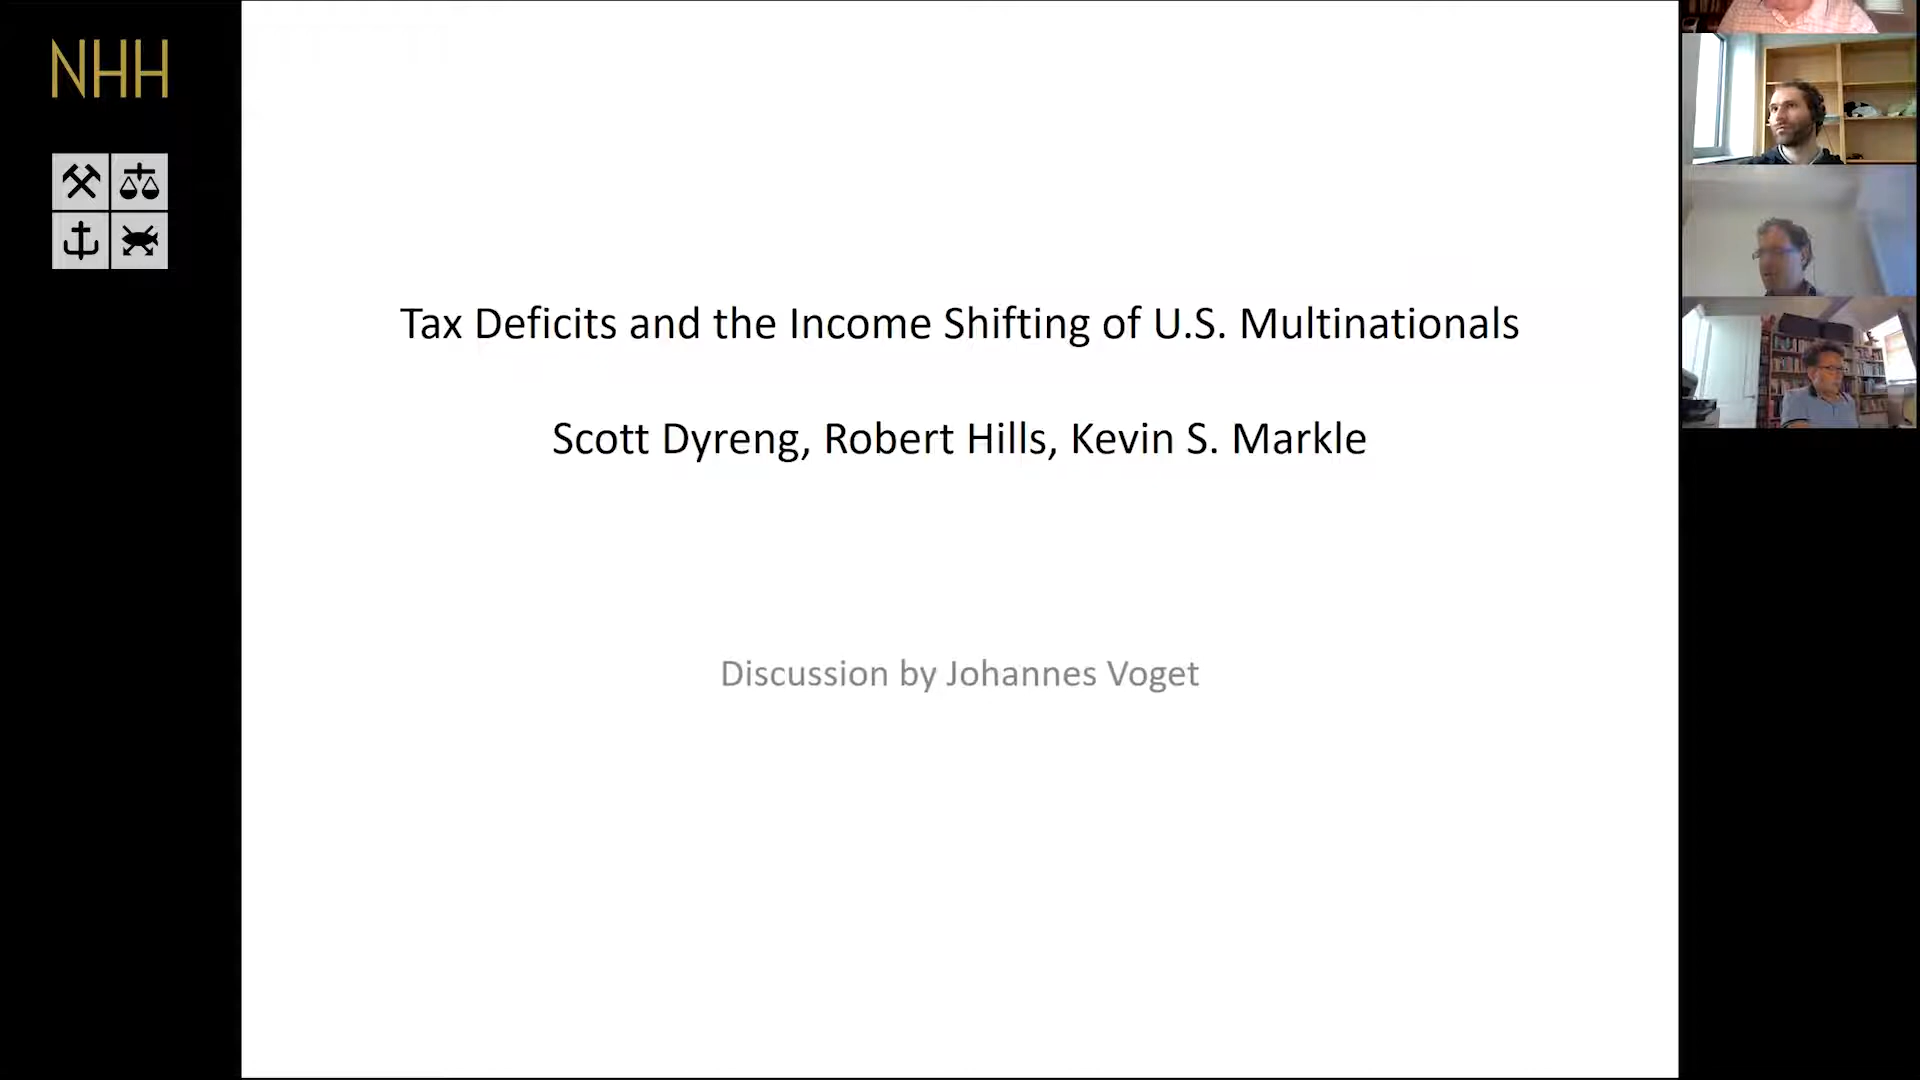 NHH
Tax Deficits and the Income Shifting of U.S. Multinationals
Scott Dyreng, Robert Hills, Kevin S. Markle
Discussion by Johannes Voget